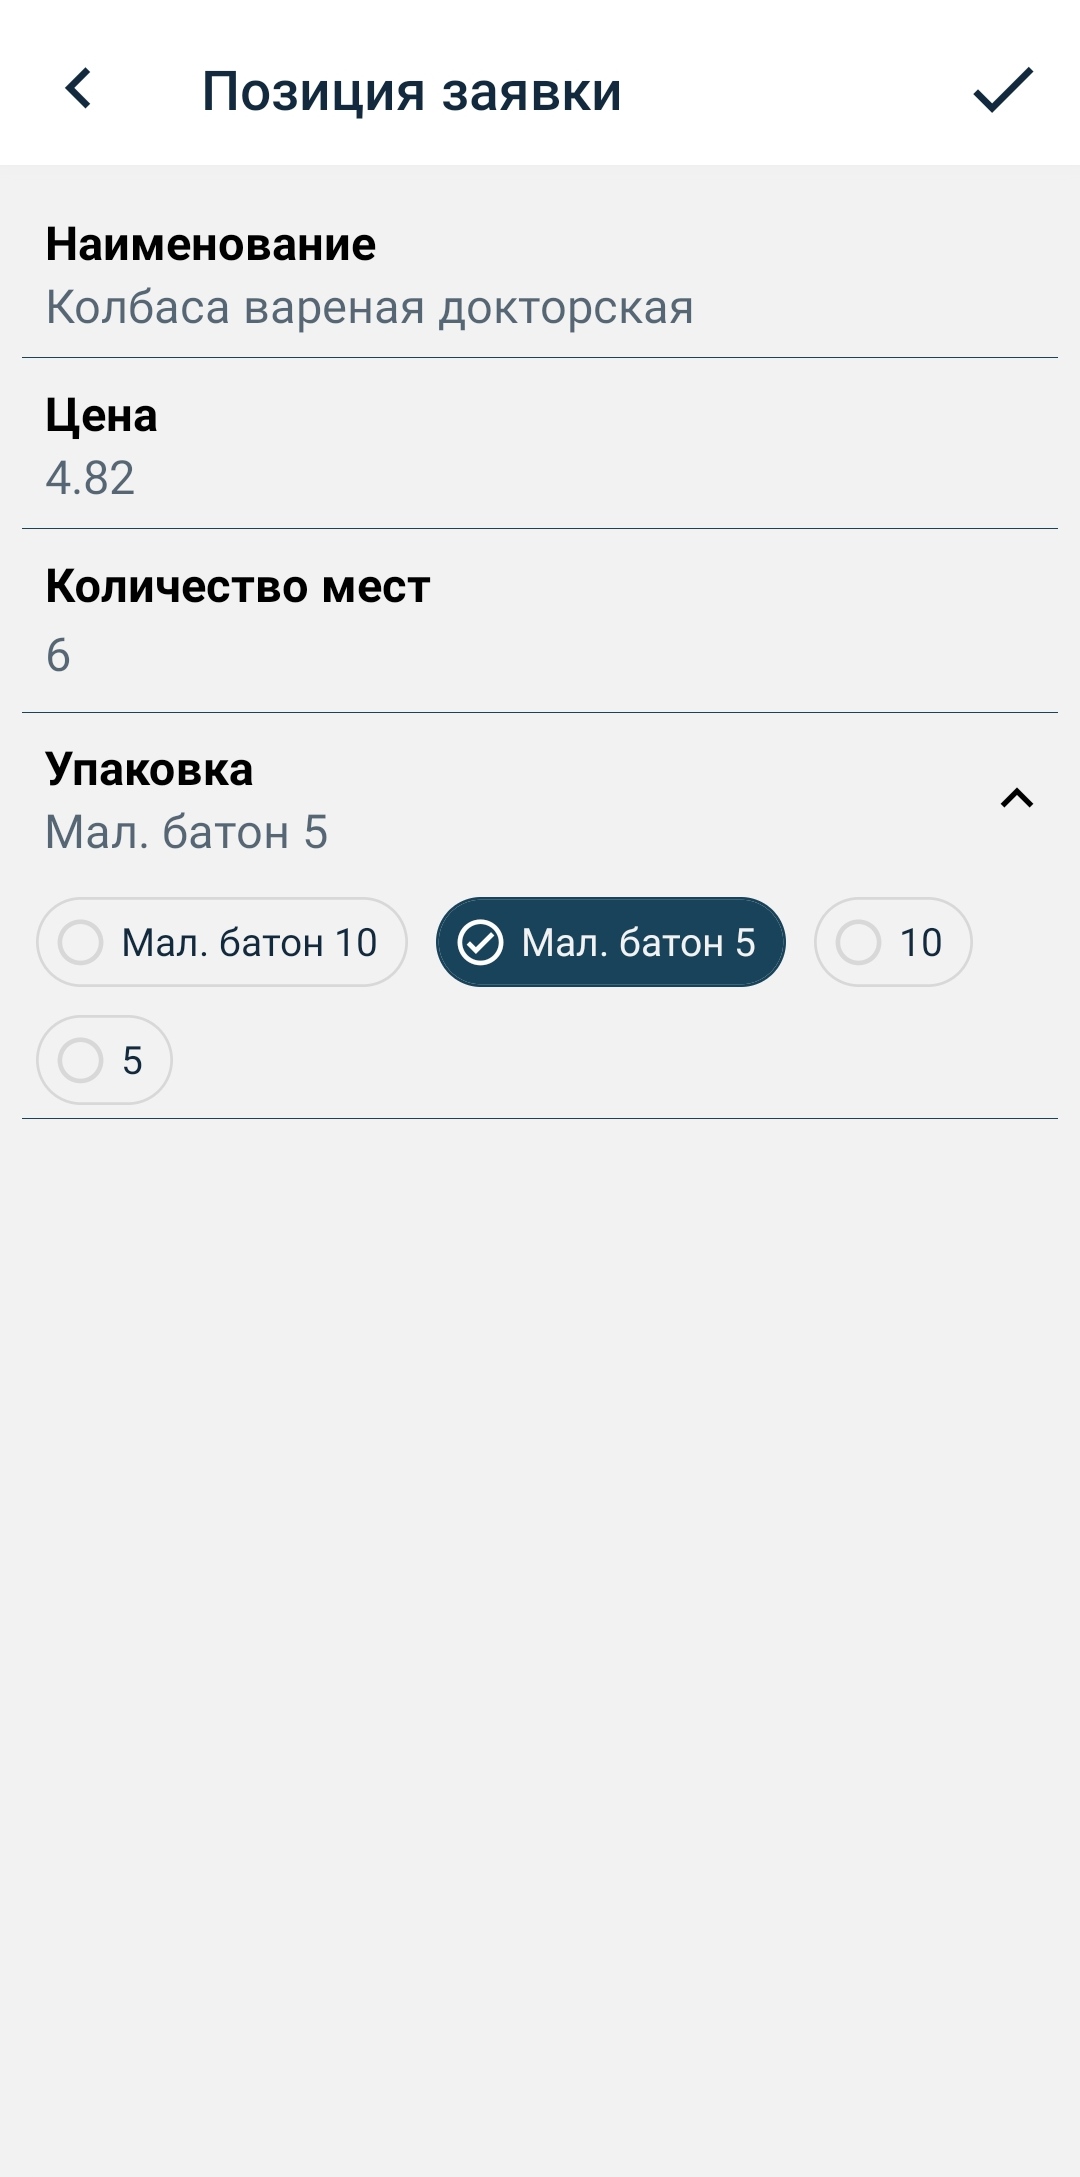 Позиция заявки
Наименование
Колбаса вареная докторская
Цена
4.82
Количество мест
6
Упаковка
Мал. батон 5
Мал. батон 10
Мал. батон 5
10
5